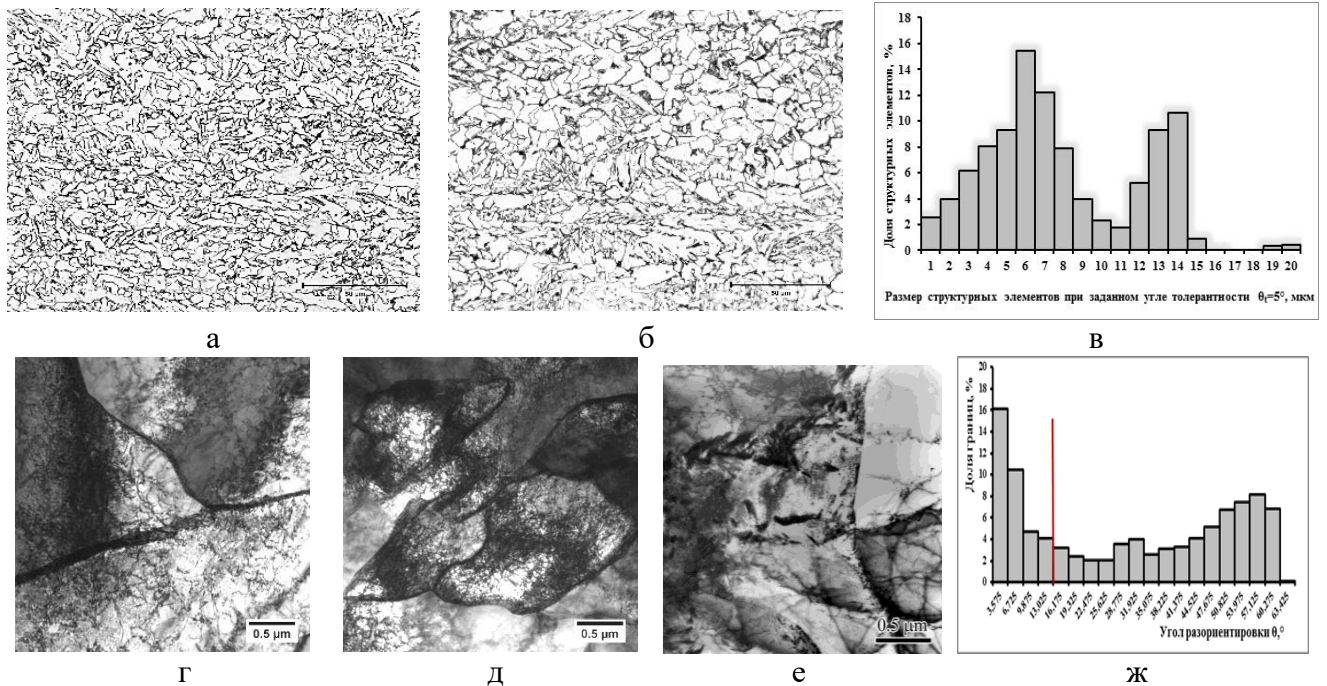 50 µm
50 µm
Доля структурных элементов, %
18
16
14
12
10
8
6
4
2
0
1 2 3 4 5 6 7 8 9 10 11 12 13 14 15 16 17 18 19 20
Размер структурных элементов при заданном угле толерантности θt=5°, мкм
а
б
в
0.5 µm
0.5 µm
0.5 µm
Доля границ, %
20
18
16
14
12
10
8
6
4
2
0
3,575 6,725 9,875 13,025 16,175 19,325 22,475 25,625 28,775 31,925 35,075 38,225 41,375 44,525 47,675 50,825 53,975 57,125 60,275 63,425
Угол разориентировки θ,°
г
д
е
ж